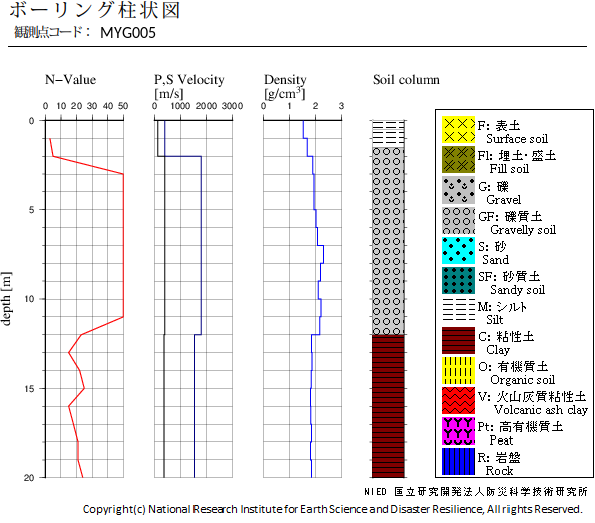 ボーリング柱状図
観測点コード： MYG005
N−Value
P,S Velocity
[m/s]
Density
[g/cm3]
Soil column
0 10 20 30 40 50
0 1000 2000 3000
0 1 2 3
depth [m]
0
5
10
15
20
F: 表土
Surface soil
Fl: 埋土・盛土
Fill soil
G: 礫
Gravel
GF: 礫質土
Gravelly soil
S: 砂
Sand
SF: 砂質土
Sandy soil
M: シルト
Silt
C: 粘性土
Clay
O: 有機質土
Organic soil
V: 火山灰質粘性土
Volcanic ash clay
Pt: 高有機質土
Peat
R: 岩盤
Rock
NIED 国立研究開発法人防災科学技術研究所
Copyright(c) National Research Institute for Earth Science and Disaster Resilience, All rights Reserved.